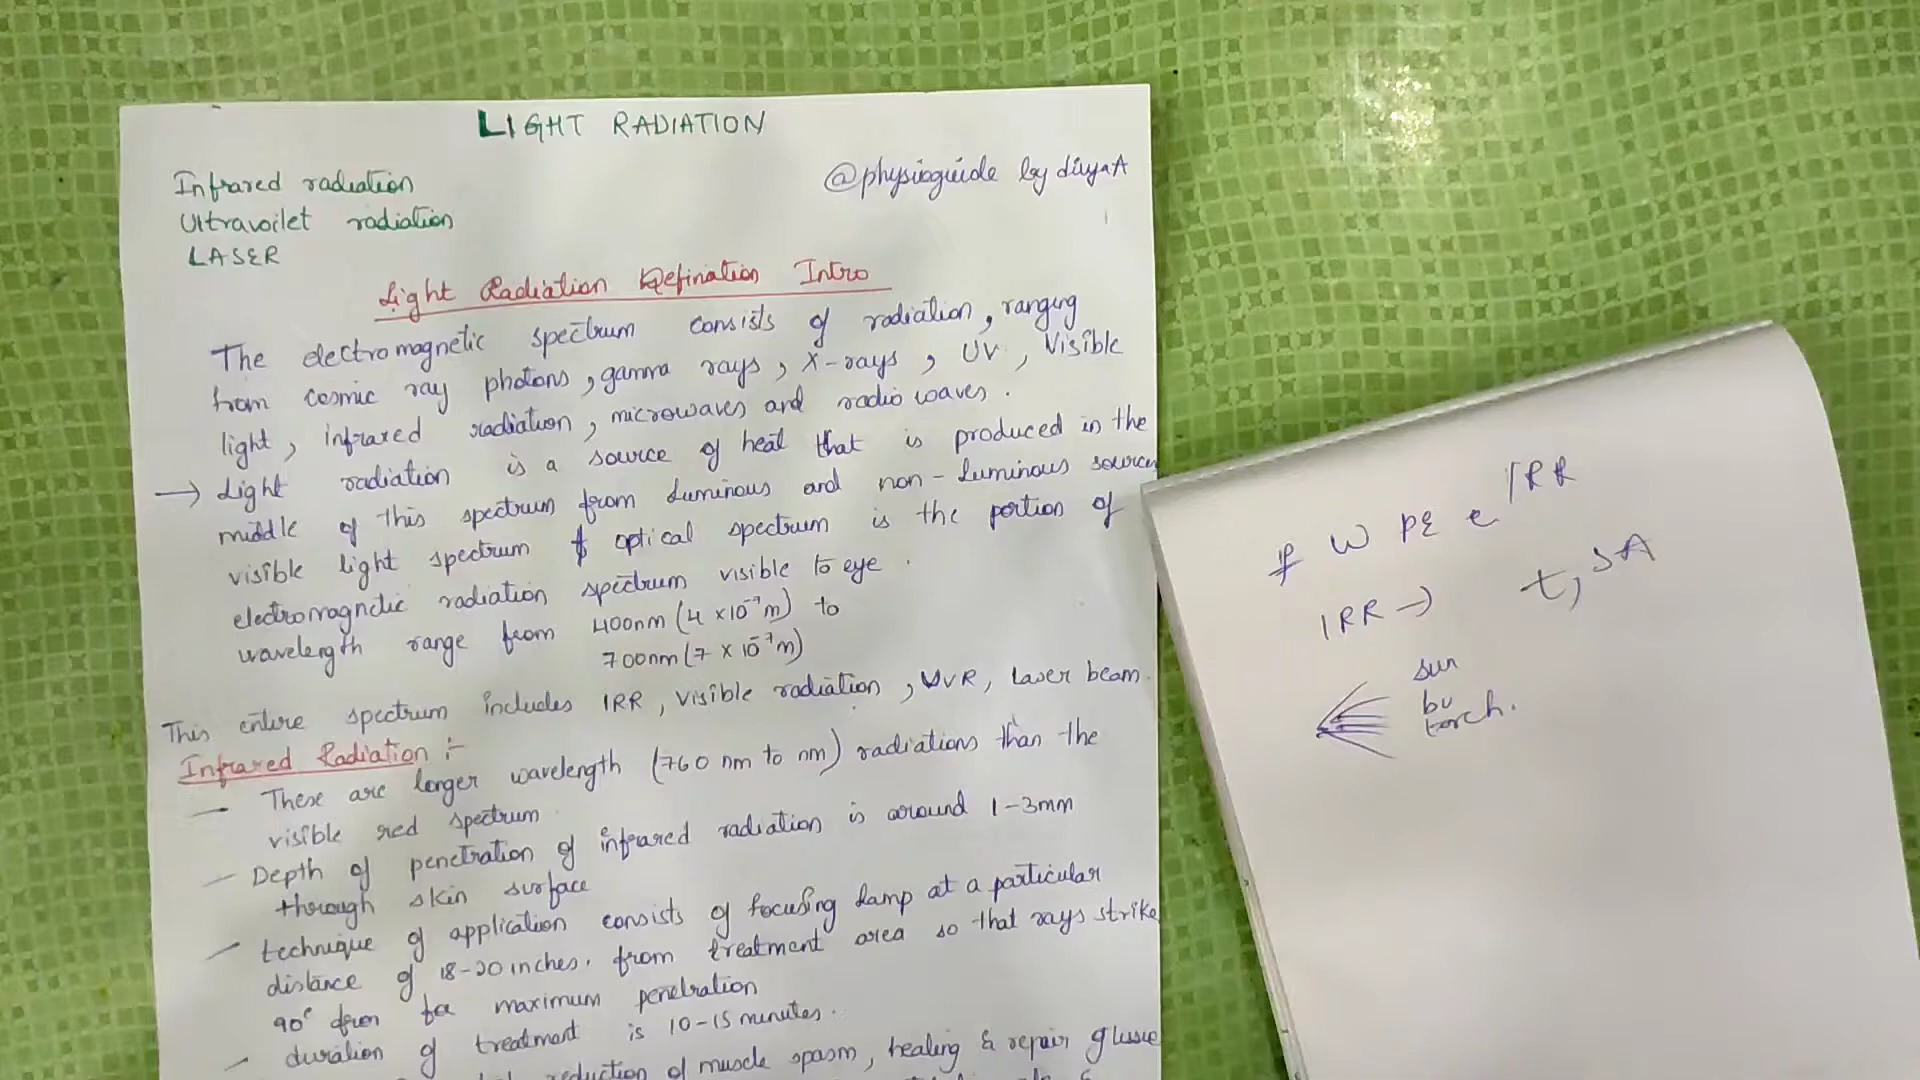 LIGHT RADIATION
@physioguide by divyaA
Infrared radiation
Ultravoilet radiation
LASER
Light Radiation Defination Intro
The electromagnetic spectrum consists of radiation, ranging
from cosmic ray photons, gamma rays, X-rays, UV, Visible
light, infrared radiation, microwaves and radio waves.
→ Light radiation is a source of heat that is produced in the
middle of this spectrum from luminous and non-luminous source
visible light spectrum & optical spectrum is the portion of
electromagnetic radiation spectrum visible to eye.
wavelength range from 400nm (4 x10⁻⁷m) to
700nm (7 x 10⁻⁷m)
This entire spectrum includes IRR, visible radiation, UVR, Laser beam.
Infrared Radiation :-
— These are longer wavelength (760 nm to nm) radiations than the
visible red spectrum
— Depth of penetration of infrared radiation is around 1-3mm
through skin surface
— technique of application consists of focusing lamp at a particular
distance of 18-20 inches. from treatment area so that rays strike
90° for maximum penetration
— duration of treatment is 10-15 minutes.
reduction of muscle spasm, healing & repair
W PE e IRR
IRR → t, SA
sun
torch.